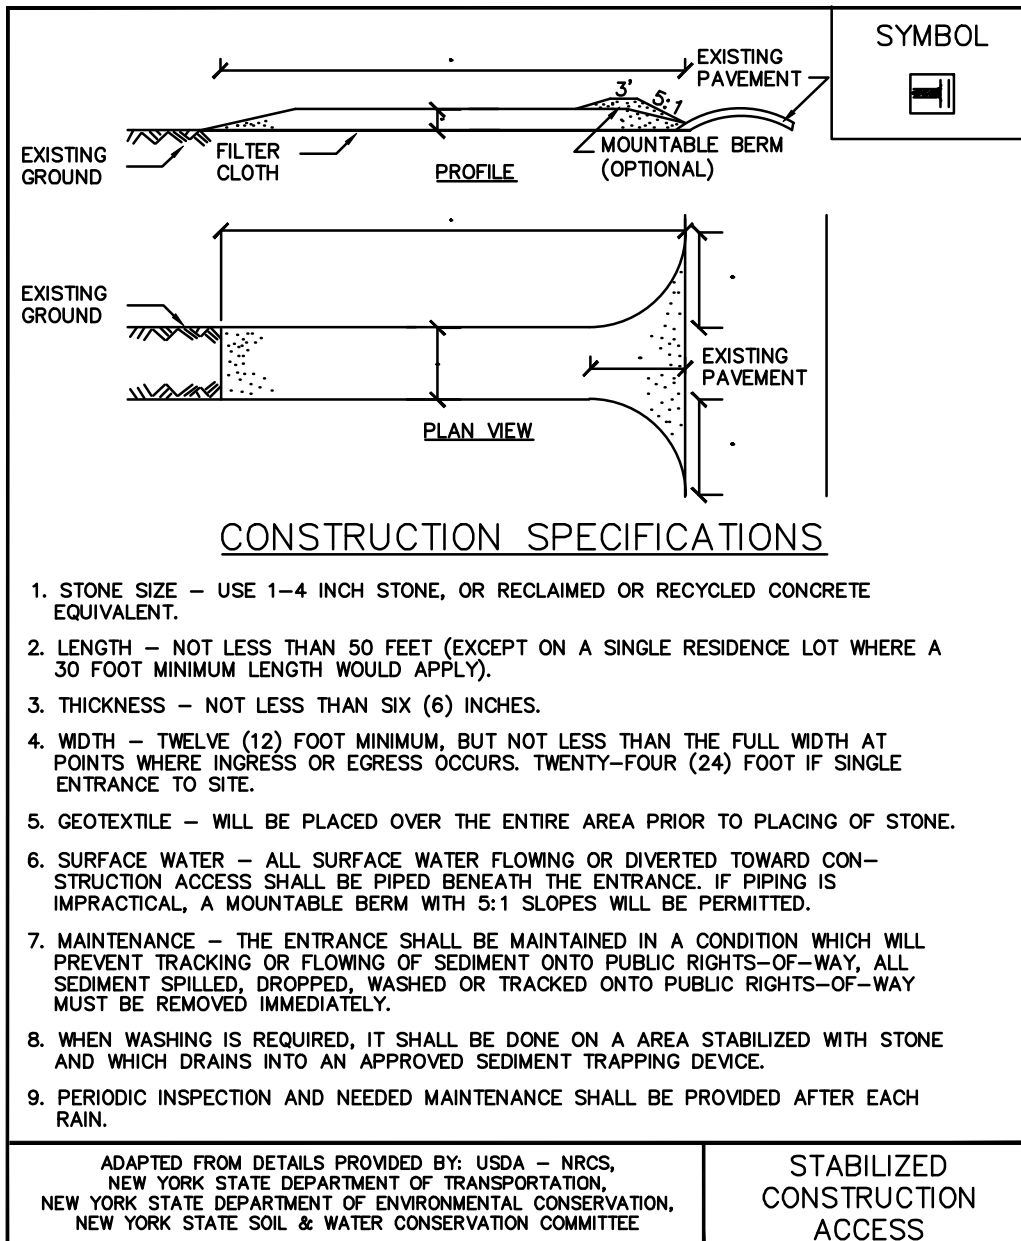 SYMBOL
EXISTING
PAVEMENT
3'
5:1
EXISTING
GROUND
FILTER
CLOTH
PROFILE
MOUNTABLE BERM
(OPTIONAL)
EXISTING
GROUND
EXISTING
PAVEMENT
PLAN VIEW
CONSTRUCTION SPECIFICATIONS
1. STONE SIZE – USE 1–4 INCH STONE, OR RECLAIMED OR RECYCLED CONCRETE
EQUIVALENT.
2. LENGTH – NOT LESS THAN 50 FEET (EXCEPT ON A SINGLE RESIDENCE LOT WHERE A
30 FOOT MINIMUM LENGTH WOULD APPLY).
3. THICKNESS – NOT LESS THAN SIX (6) INCHES.
4. WIDTH – TWELVE (12) FOOT MINIMUM, BUT NOT LESS THAN THE FULL WIDTH AT
POINTS WHERE INGRESS OR EGRESS OCCURS. TWENTY–FOUR (24) FOOT IF SINGLE
ENTRANCE TO SITE.
5. GEOTEXTILE – WILL BE PLACED OVER THE ENTIRE AREA PRIOR TO PLACING OF STONE.
6. SURFACE WATER – ALL SURFACE WATER FLOWING OR DIVERTED TOWARD CON–
STRUCTION ACCESS SHALL BE PIPED BENEATH THE ENTRANCE. IF PIPING IS
IMPRACTICAL, A MOUNTABLE BERM WITH 5:1 SLOPES WILL BE PERMITTED.
7. MAINTENANCE – THE ENTRANCE SHALL BE MAINTAINED IN A CONDITION WHICH WILL
PREVENT TRACKING OR FLOWING OF SEDIMENT ONTO PUBLIC RIGHTS–OF–WAY, ALL
SEDIMENT SPILLED, DROPPED, WASHED OR TRACKED ONTO PUBLIC RIGHTS–OF–WAY
MUST BE REMOVED IMMEDIATELY.
8. WHEN WASHING IS REQUIRED, IT SHALL BE DONE ON A AREA STABILIZED WITH STONE
AND WHICH DRAINS INTO AN APPROVED SEDIMENT TRAPPING DEVICE.
9. PERIODIC INSPECTION AND NEEDED MAINTENANCE SHALL BE PROVIDED AFTER EACH
RAIN.
ADAPTED FROM DETAILS PROVIDED BY: USDA – NRCS,
NEW YORK STATE DEPARTMENT OF TRANSPORTATION,
NEW YORK STATE DEPARTMENT OF ENVIRONMENTAL CONSERVATION,
NEW YORK STATE SOIL & WATER CONSERVATION COMMITTEE
STABILIZED
CONSTRUCTION
ACCESS